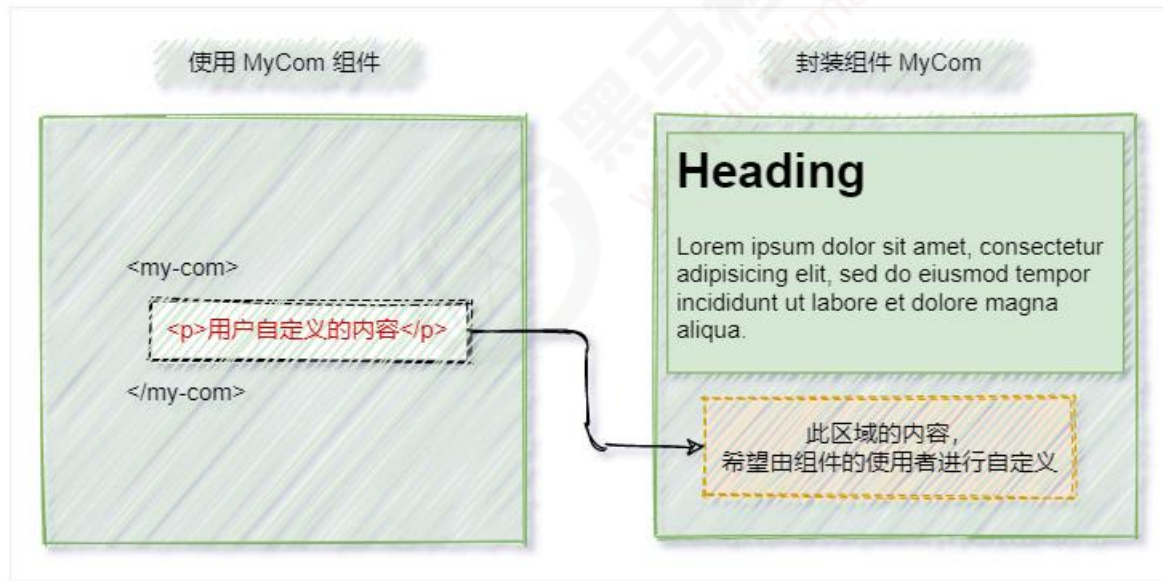 使用 MyCom 组件
封装组件 MyCom
<my-com>
<p>用户自定义的内容</p>
</my-com>
Heading
Lorem ipsum dolor sit amet, consectetur
adipisicing elit, sed do eiusmod tempor
incididunt ut labore et dolore magna
aliqua.
此区域的内容，
希望由组件的使用者进行自定义